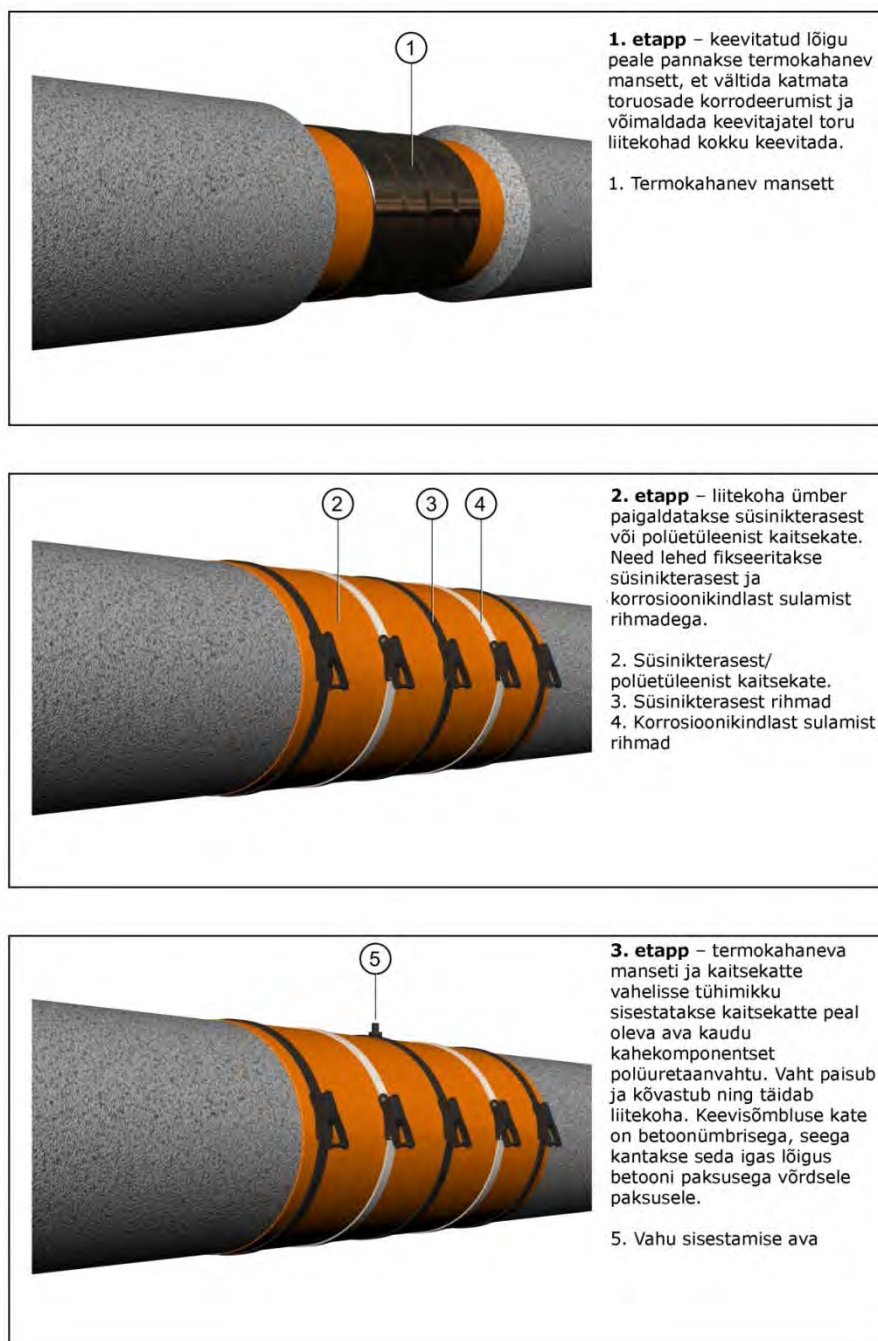 1
1. etapp – keevitatud lõigu
peale pannakse termokahanev
mansett, et vältida katmata
toruosade korrodeerumist ja
võimaldada keevitajatel toru
liitekohad kokku keevitada.
1. Termokahanev mansett
2 3 4
2. etapp – liitekoha ümber
paigaldatakse süsinikterasest
või polüetüleenist kaitsekate.
Need lehed fikseeritakse
süsinikterasest ja
korrosioonikindlast sulamist
rihmadega.
2. Süsinikterasest/
polüetüleenist kaitsekate.
3. Süsinikterasest rihmad
4. Korrosioonikindlast sulamist
rihmad
5
3. etapp – termokahaneva
manseti ja kaitsekatte
vahelisse tühimikku
sisestatakse kaitsekatte peal
oleva ava kaudu
kahekomponentset
polüuretaanvahtu. Vaht paisub
ja kõvastub ning täidab
liitekoha. Keevisõmbluse kate
on betoonümbrisega, seega
kantakse seda igas lõigus
betooni paksusega võrdsele
paksusele.
5. Vahu sisestamise ava